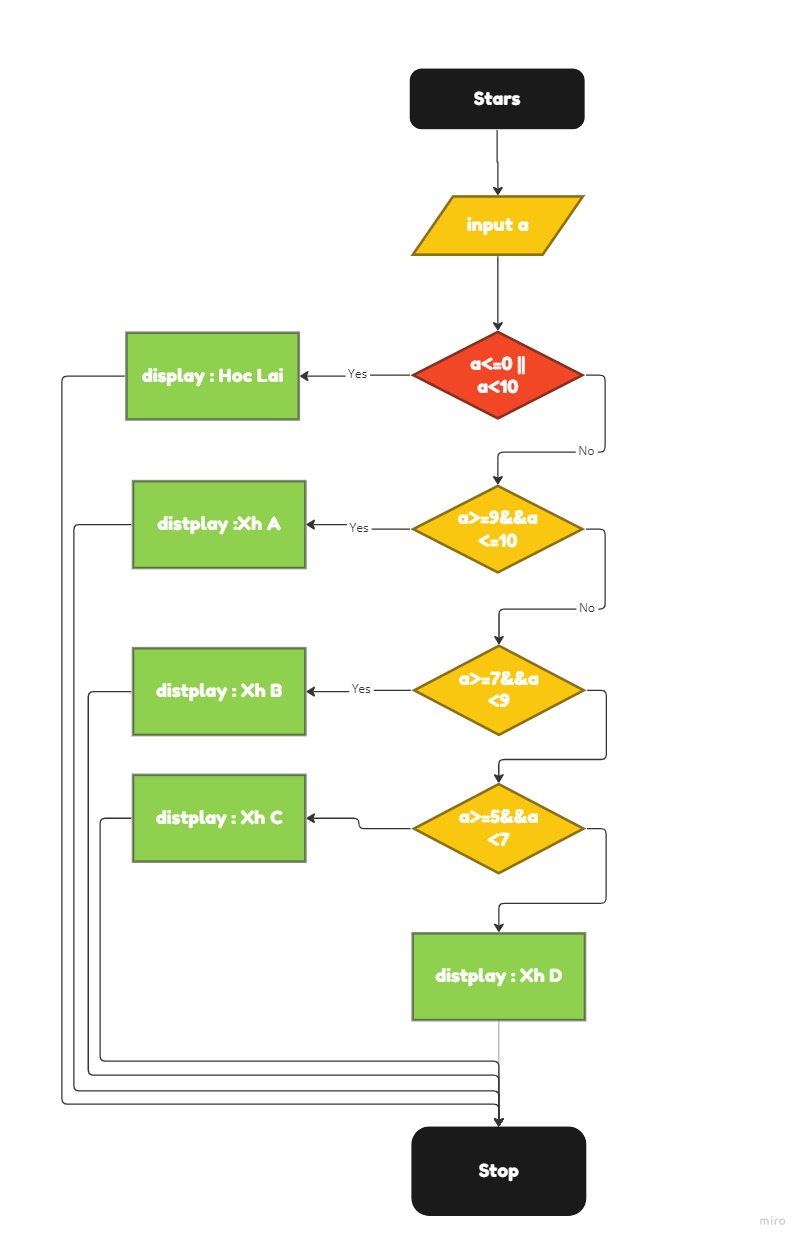 Stars
input a
display : Hoc Lai
Yes
a<=0 ||
a<10
No
distplay :Xh A
Yes
a>=9&&a
<=10
No
distplay : Xh B
Yes
a>=7&&a
<9
distplay : Xh C
a>=5&&a
<7
distplay : Xh D
Stop
miro